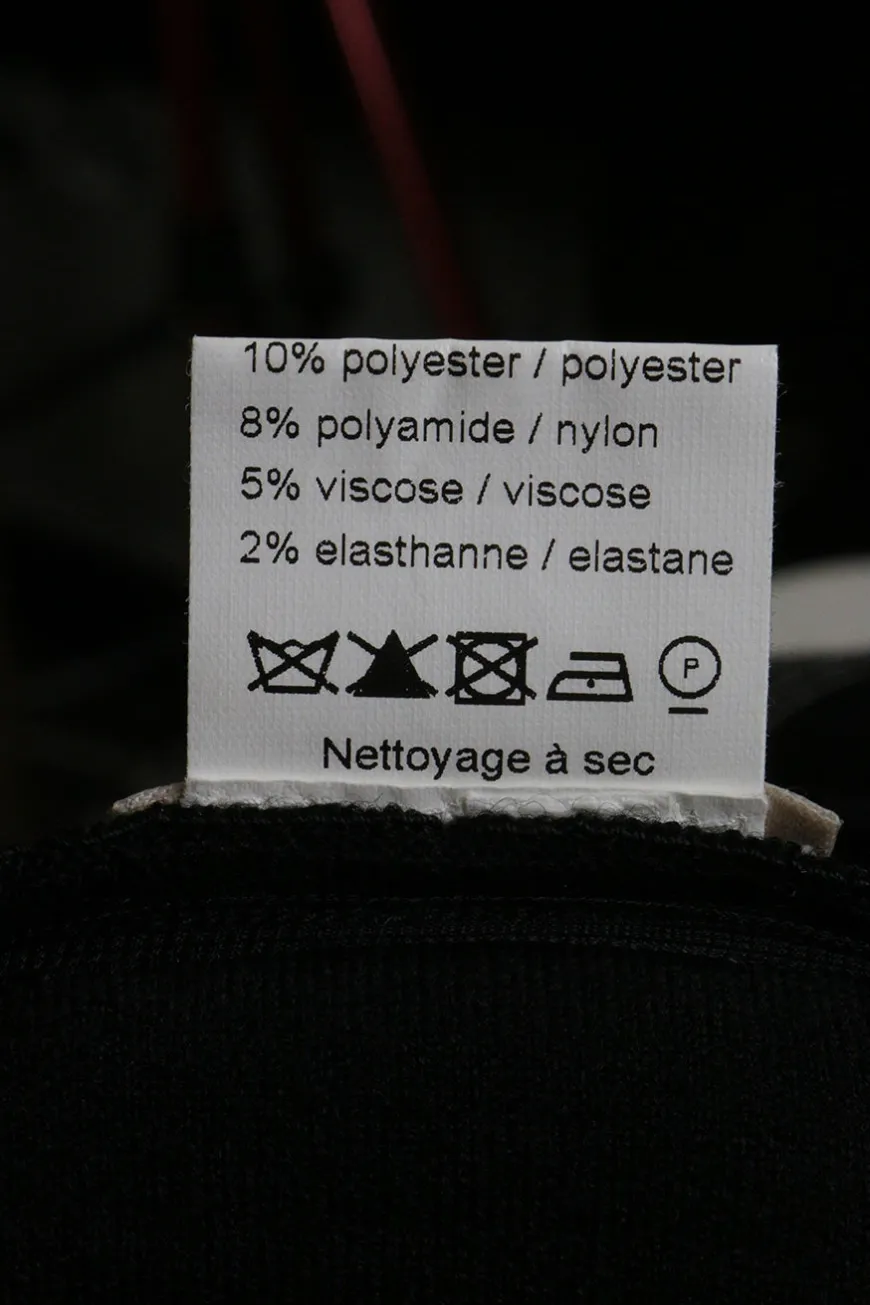 10% polyester / polyester
8% polyamide / nylon
5% viscose / viscose
2% elasthanne / elastane
P
Nettoyage à sec